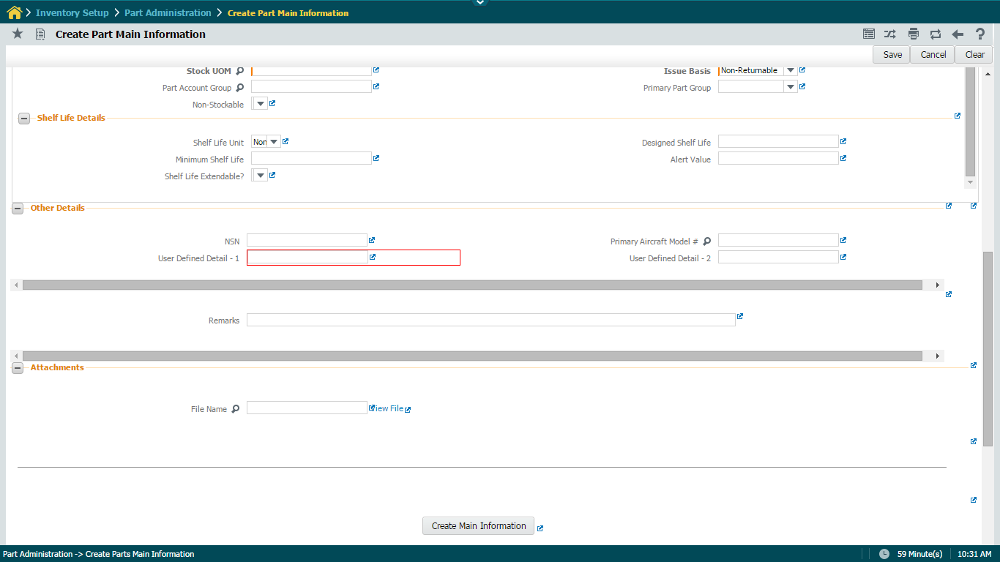 Inventory Setup Part Administration Create Part Main Information
Create Part Main Information
Save Cancel Clear
Stock UOM Issue Basis Non-Returnable
Part Account Group Primary Part Group
Non-Stockable
Shelf Life Details
Shelf Life Unit Non Designed Shelf Life
Minimum Shelf Life Alert Value
Shelf Life Extendable?
Other Details
NSN Primary Aircraft Model #
User Defined Detail - 1 User Defined Detail - 2
Remarks
Attachments
File Name View File
Create Main Information
Part Administration -> Create Parts Main Information 59 Minute(s) 10:31 AM